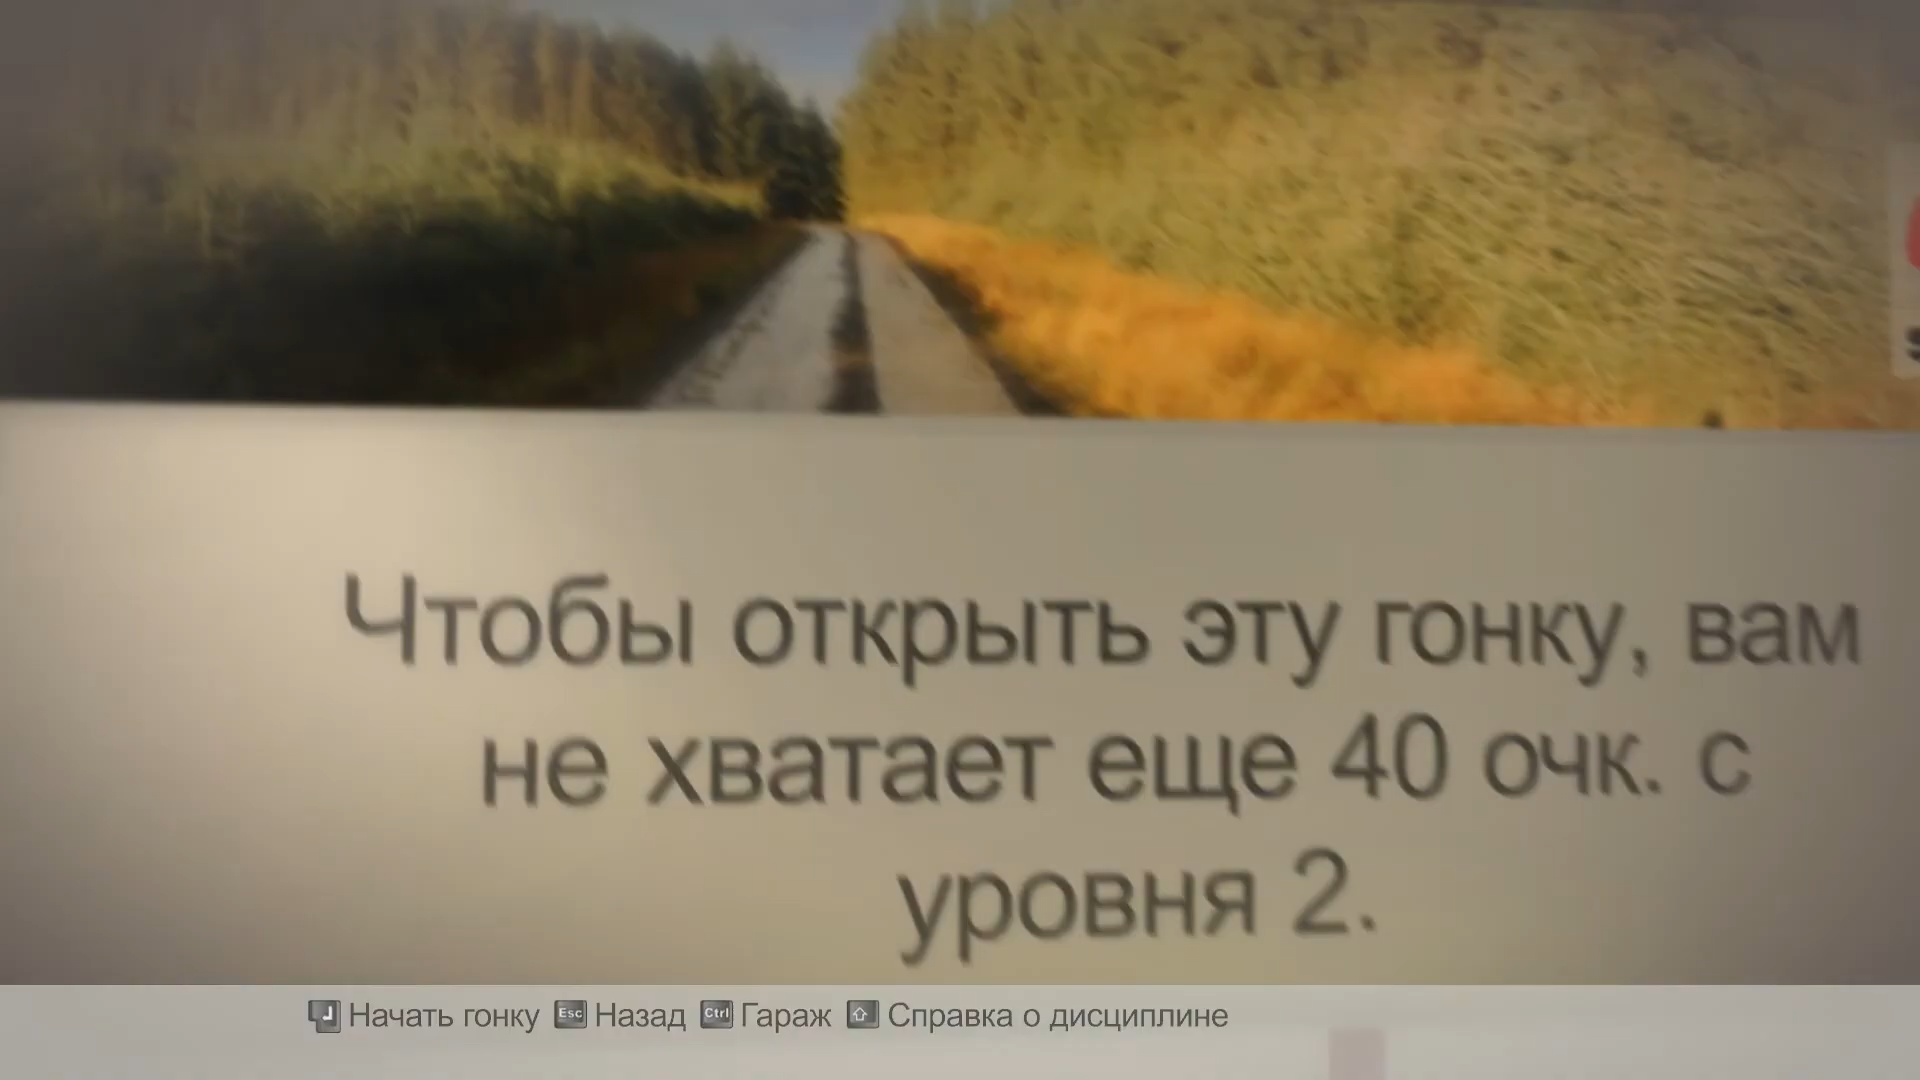 Чтобы открыть эту гонку, вам
не хватает еще 40 очк. с
уровня 2.
Начать гонку Esc Назад Ctrl Гараж Справка о дисциплине